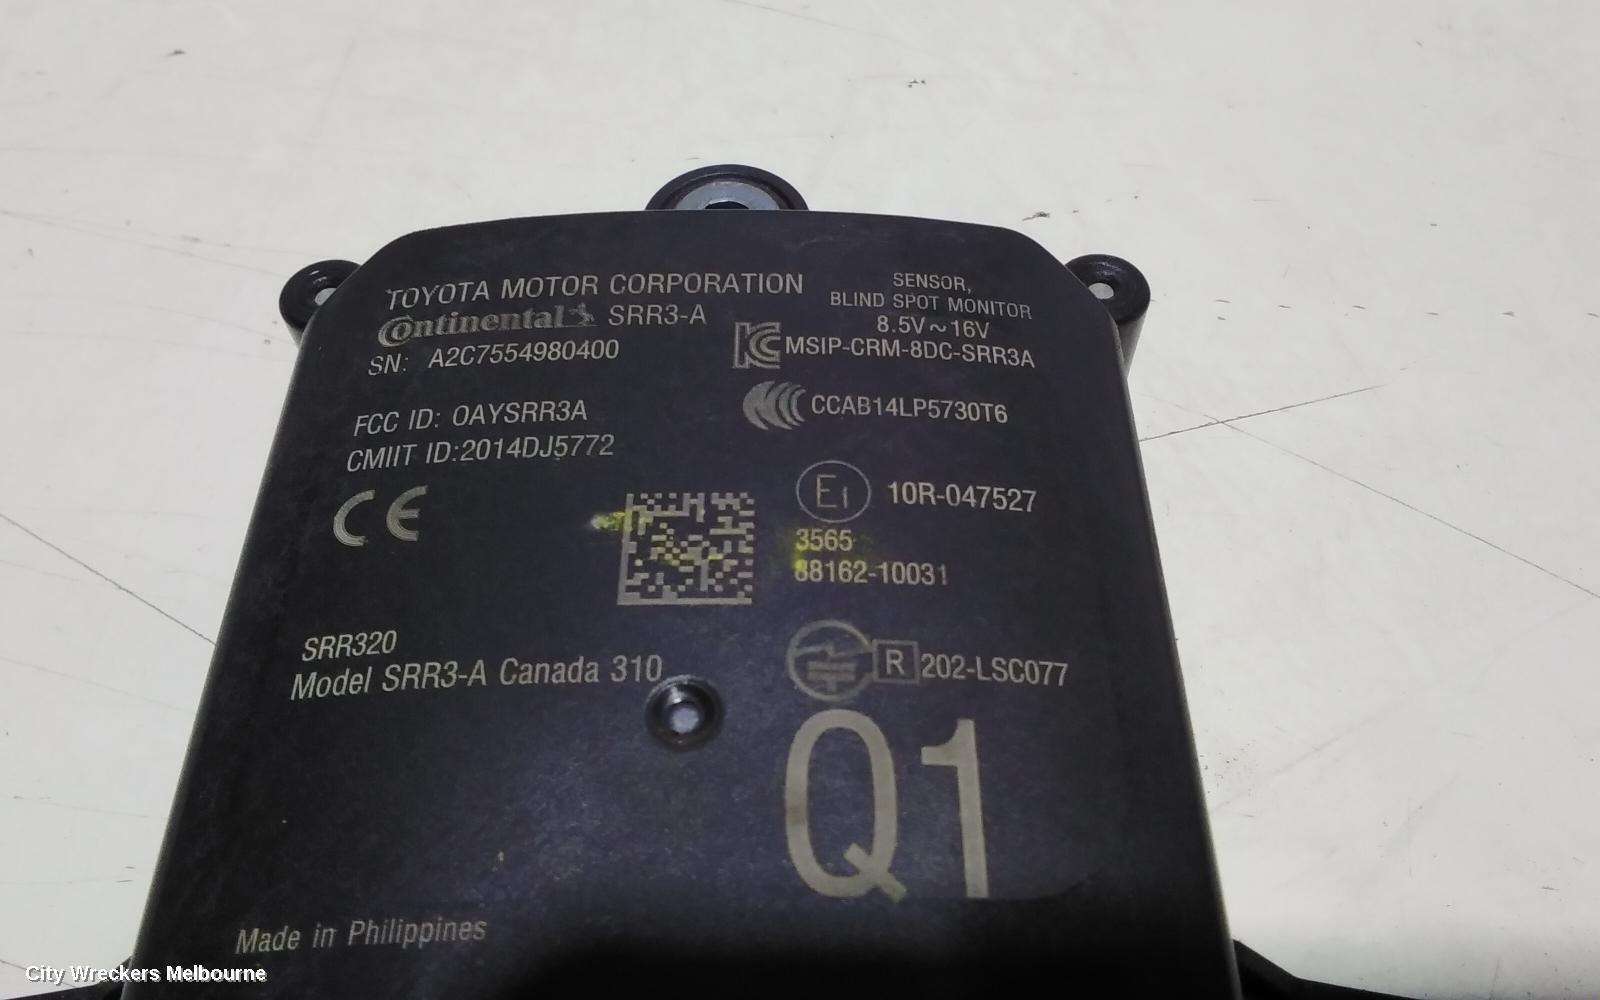 TOYOTA MOTOR CORPORATION
Continental SRR3-A
SN: A2C7554980400
SENSOR,
BLIND SPOT MONITOR
8.5V~16V
MSIP-CRM-8DC-SRR3A
FCC ID: OAYSRR3A
CMIIT ID:2014DJ5772
CCAB14LP5730T6
CE
E1 10R-047527
3565
88162-10031
SRR320
Model SRR3-A Canada 310
R 202-LSC077
Q1
Made in Philippines
City Wreckers Melbourne